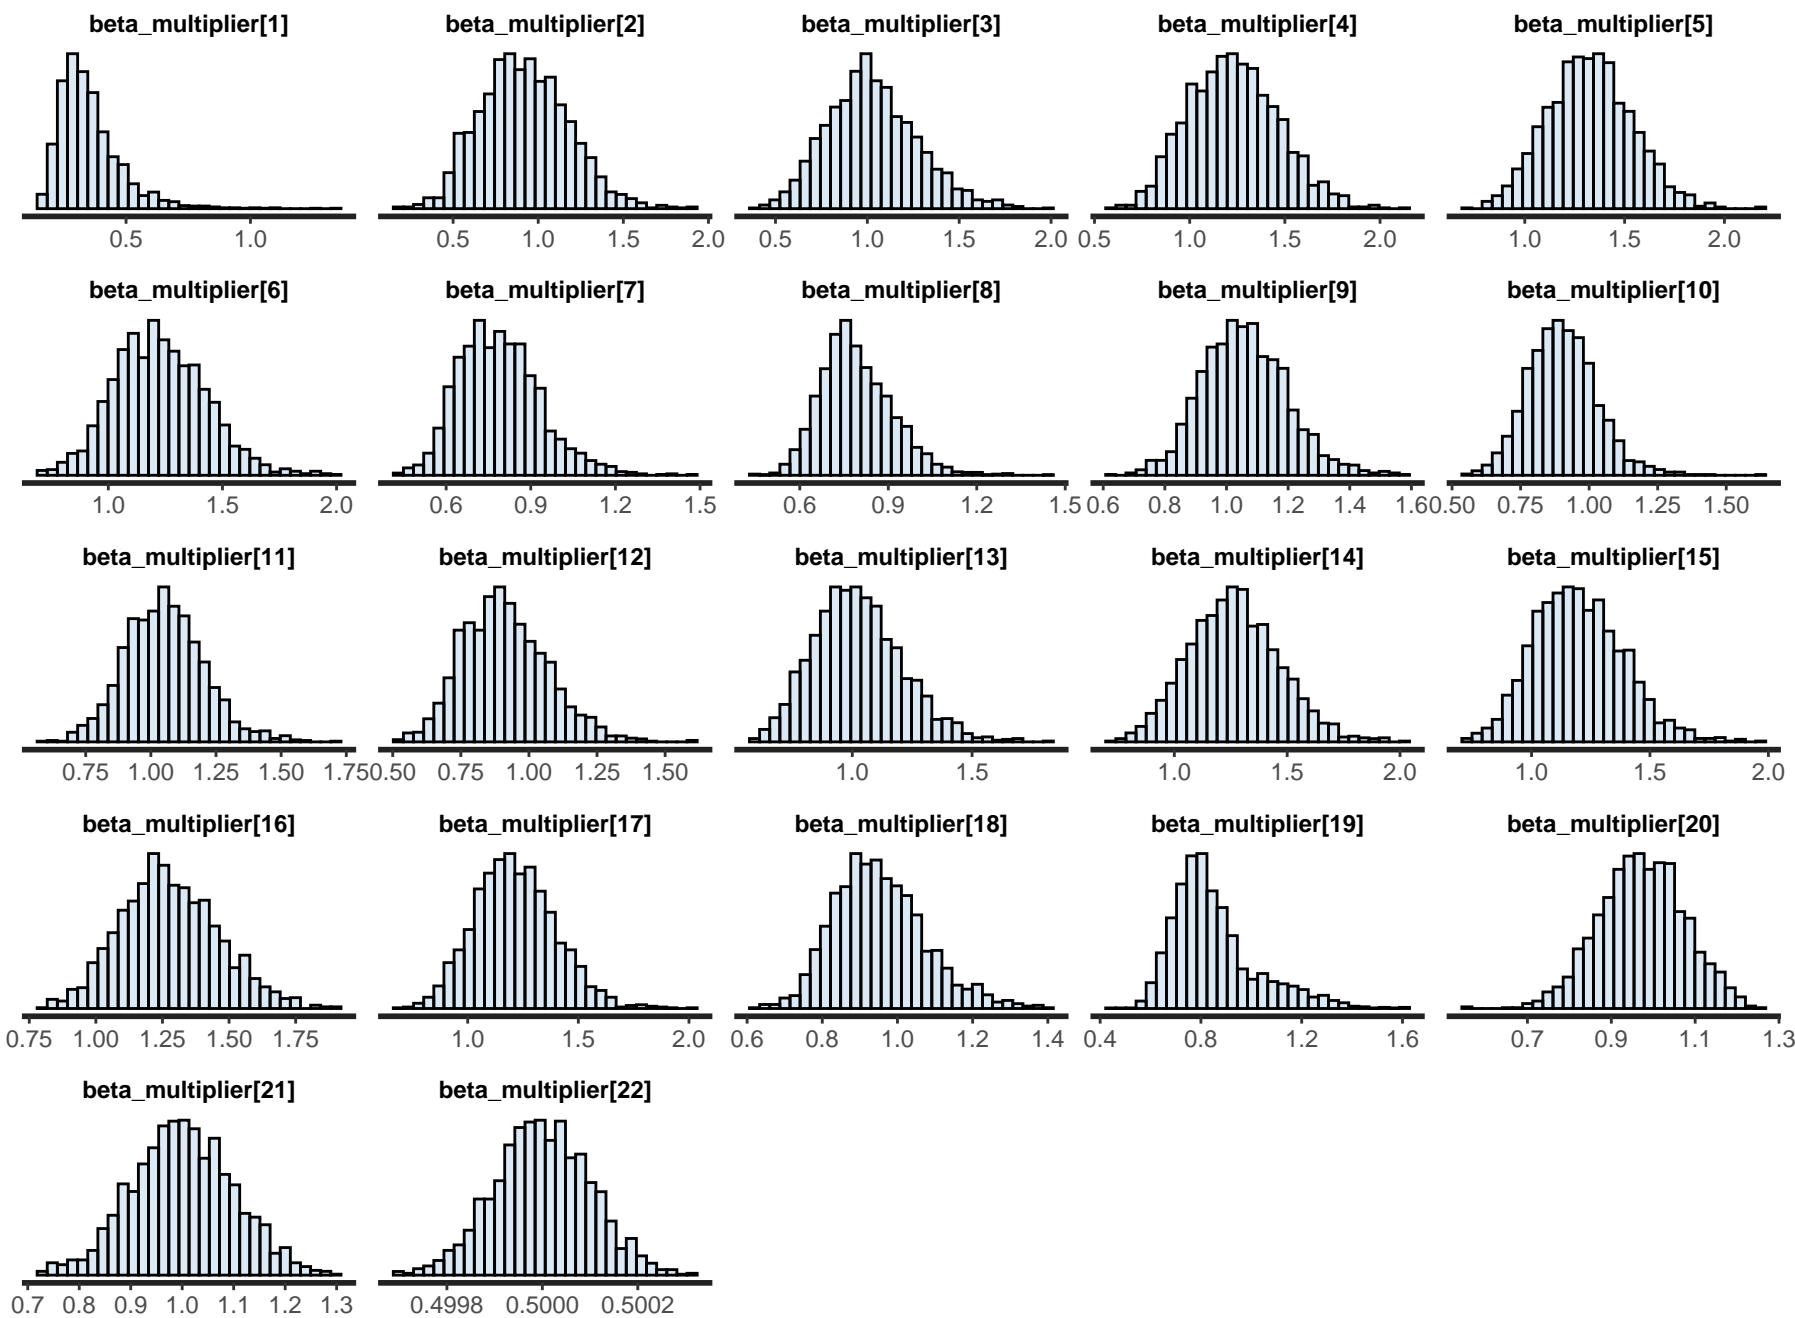 beta_multiplier[1] beta_multiplier[2] beta_multiplier[3] beta_multiplier[4] beta_multiplier[5]
0.5 1.0 0.5 1.0 1.5 2.0 0.5 1.0 1.5 2.0 0.5 1.0 1.5 2.0 1.0 1.5 2.0
beta_multiplier[6] beta_multiplier[7] beta_multiplier[8] beta_multiplier[9] beta_multiplier[10]
1.0 1.5 2.0 0.6 0.9 1.2 1.5 0.6 0.9 1.2 1.5 0.6 0.8 1.0 1.2 1.4 1.6 0.50 0.75 1.00 1.25 1.50
beta_multiplier[11] beta_multiplier[12] beta_multiplier[13] beta_multiplier[14] beta_multiplier[15]
0.75 1.00 1.25 1.50 1.75 0.50 0.75 1.00 1.25 1.50 1.0 1.5 1.0 1.5 2.0 1.0 1.5 2.0
beta_multiplier[16] beta_multiplier[17] beta_multiplier[18] beta_multiplier[19] beta_multiplier[20]
0.75 1.00 1.25 1.50 1.75 1.0 1.5 2.0 0.6 0.8 1.0 1.2 1.4 0.4 0.8 1.2 1.6 0.7 0.9 1.1 1.3
beta_multiplier[21] beta_multiplier[22]
0.7 0.8 0.9 1.0 1.1 1.2 1.3 0.4998 0.5000 0.5002